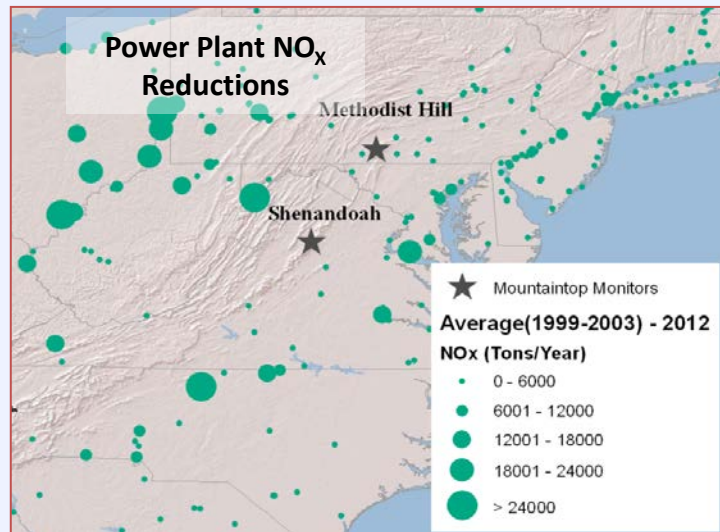 Power Plant NOX
Reductions
Methodist Hill
Shenandoah
Mountaintop Monitors
Average(1999-2003) - 2012
NOx (Tons/Year)
0 - 6000
6001 - 12000
12001 - 18000
18001 - 24000
> 24000